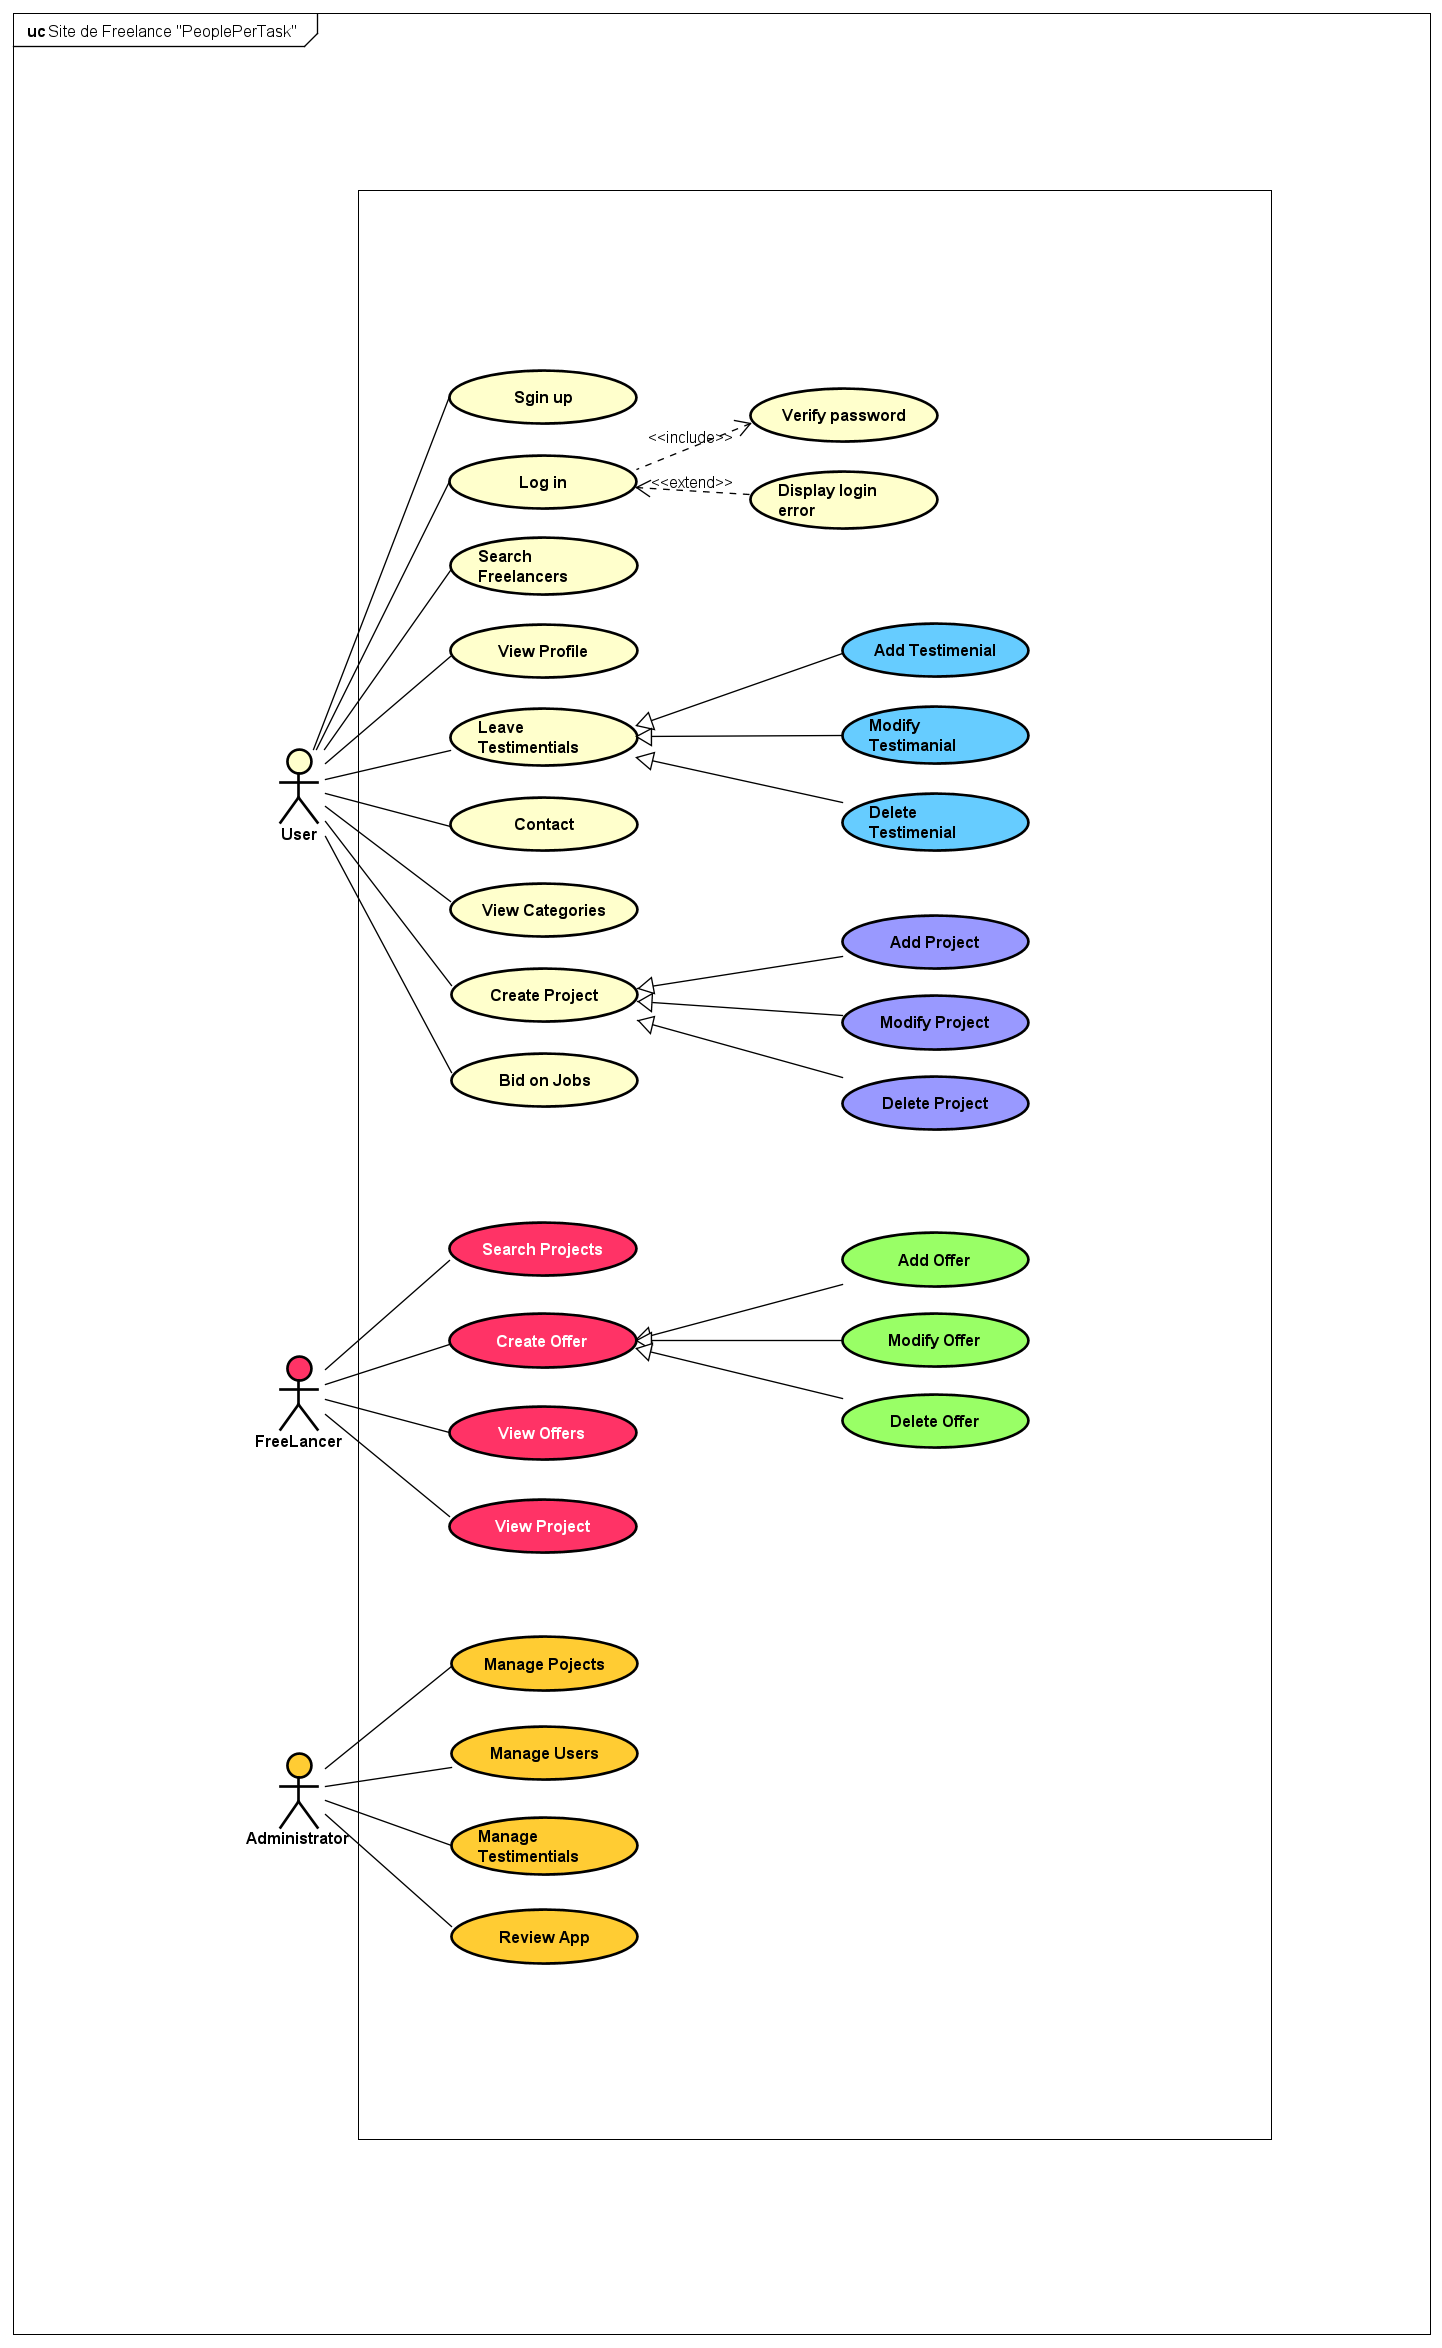 uc Site de Freelance "PeoplePerTask"
Sgin up
Verify password
<<include>>
Log in
<<extend>>
Display login
error
Search
Freelancers
View Profile
Add Testimenial
Leave
Testimentials
Modify
Testimanial
User
Contact
Delete
Testimenial
View Categories
Add Project
Create Project
Modify Project
Bid on Jobs
Delete Project
Search Projects
Add Offer
Create Offer
Modify Offer
FreeLancer
View Offers
Delete Offer
View Project
Manage Pojects
Manage Users
Administrator
Manage
Testimentials
Review App